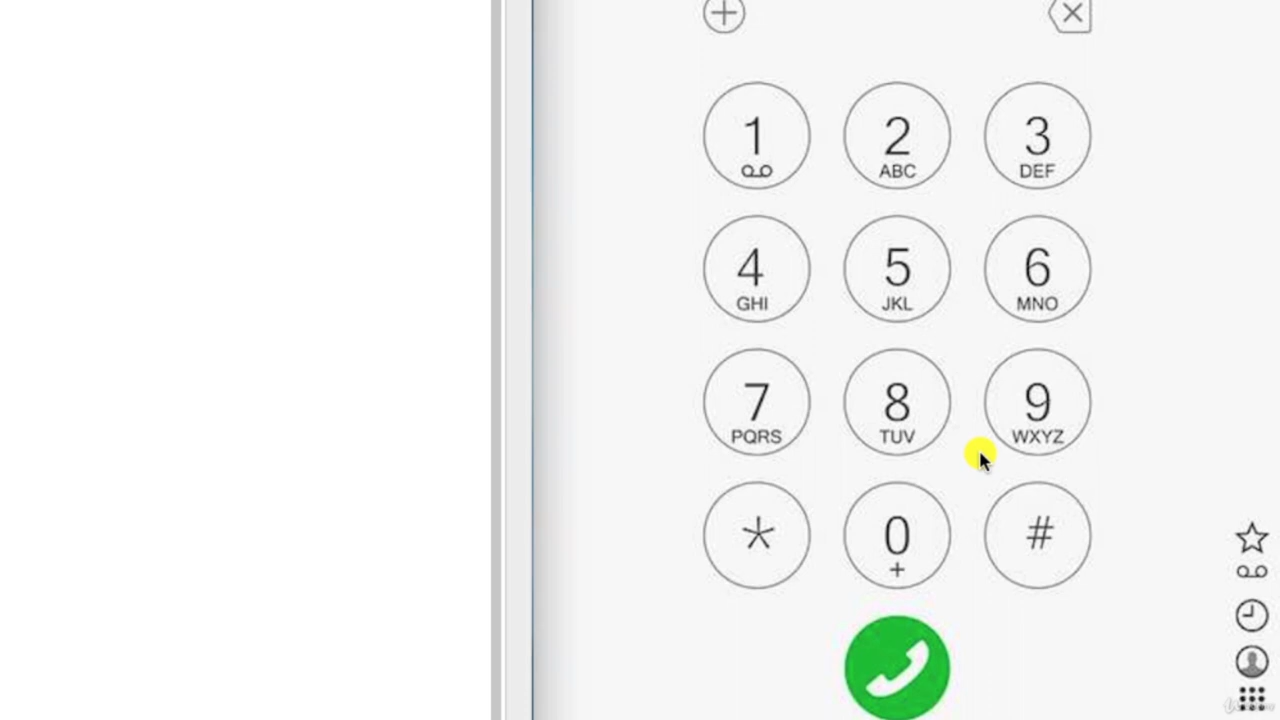 1 2 3
ABC DEF
4 5 6
GHI JKL MNO
7 8 9
PQRS TUV WXYZ
* 0 #
+